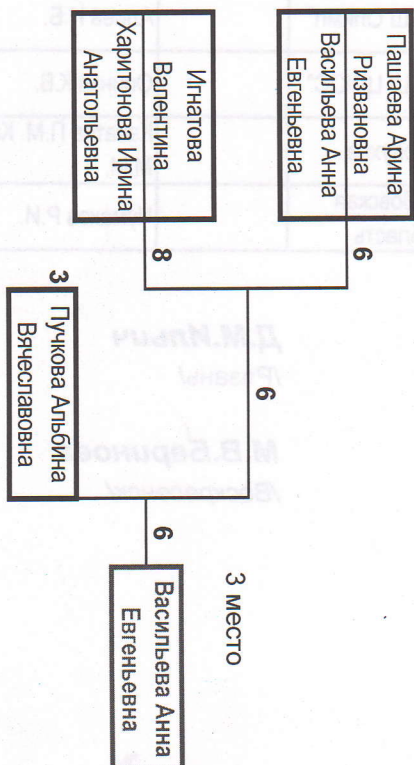 Пашаева Арина
Ризвановна
Васильева Анна
Евгеньевна
6
Игнатова
Валентина
Харитонова Ирина
Анатольевна
8
6
3
Пучкова Альбина
Вячеславовна
3 место
6
Васильева Анна
Евгеньевна